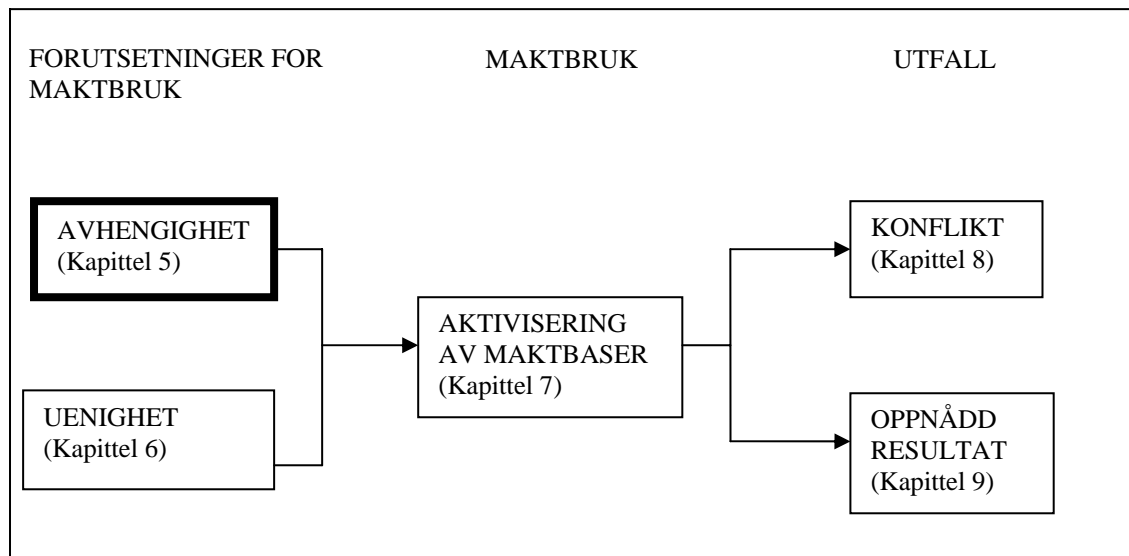 FORUTSETNINGER FOR
MAKTBRUK
MAKTBRUK
UTFALL
AVHENGIGHET
(Kapittel 5)
UENIGHET
(Kapittel 6)
AKTIVISERING
AV MAKTBASER
(Kapittel 7)
KONFLIKT
(Kapittel 8)
OPPNÅDD
RESULTAT
(Kapittel 9)